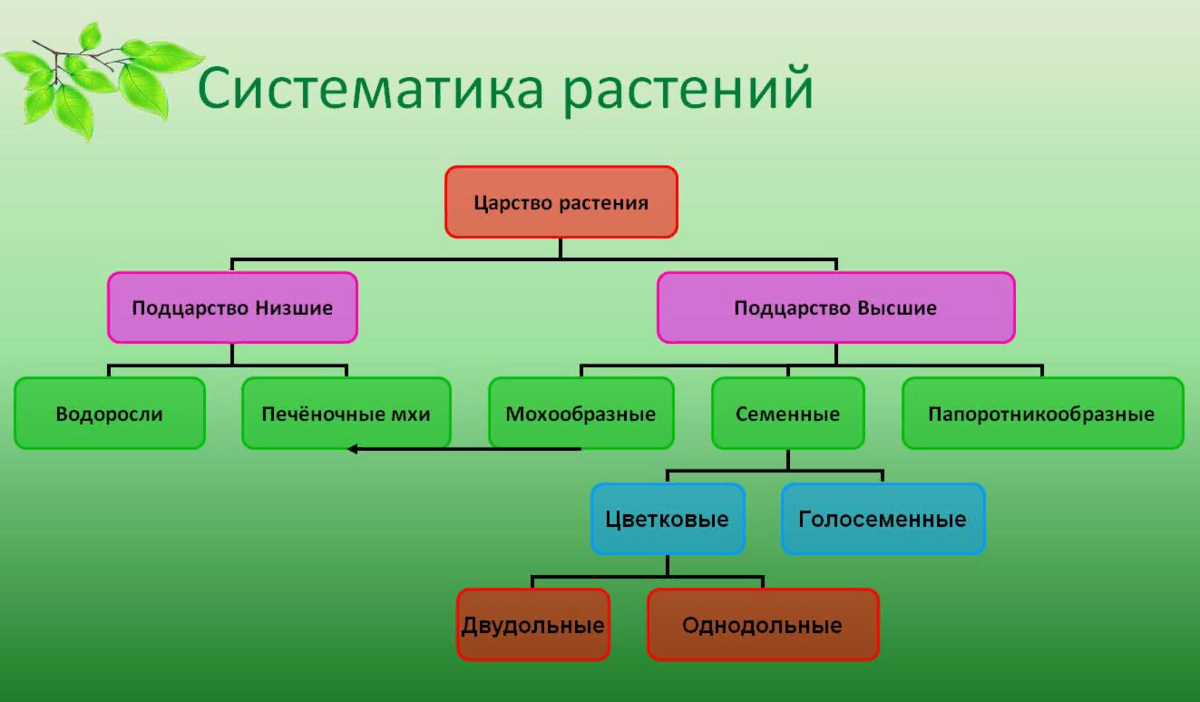 Систематика растений
Царство растения
Подцарство Низшие
Подцарство Высшие
Водоросли
Печёночные мхи
Мохообразные
Семенные
Папоротникообразные
Цветковые
Голосеменные
Двудольные
Однодольные